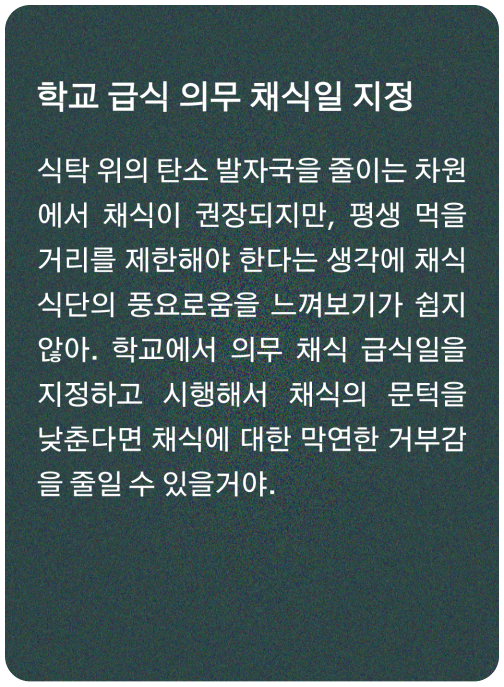 학교 급식 의무 채식일 지정
식탁 위의 탄소 발자국을 줄이는 차원
에서 채식이 권장되지만, 평생 먹을
거리를 제한해야 한다는 생각에 채식
식단의 풍요로움을 느껴보기가 쉽지
않아. 학교에서 의무 채식 급식일을
지정하고 시행해서 채식의 문턱을
낮춘다면 채식에 대한 막연한 거부감
을 줄일 수 있을거야.